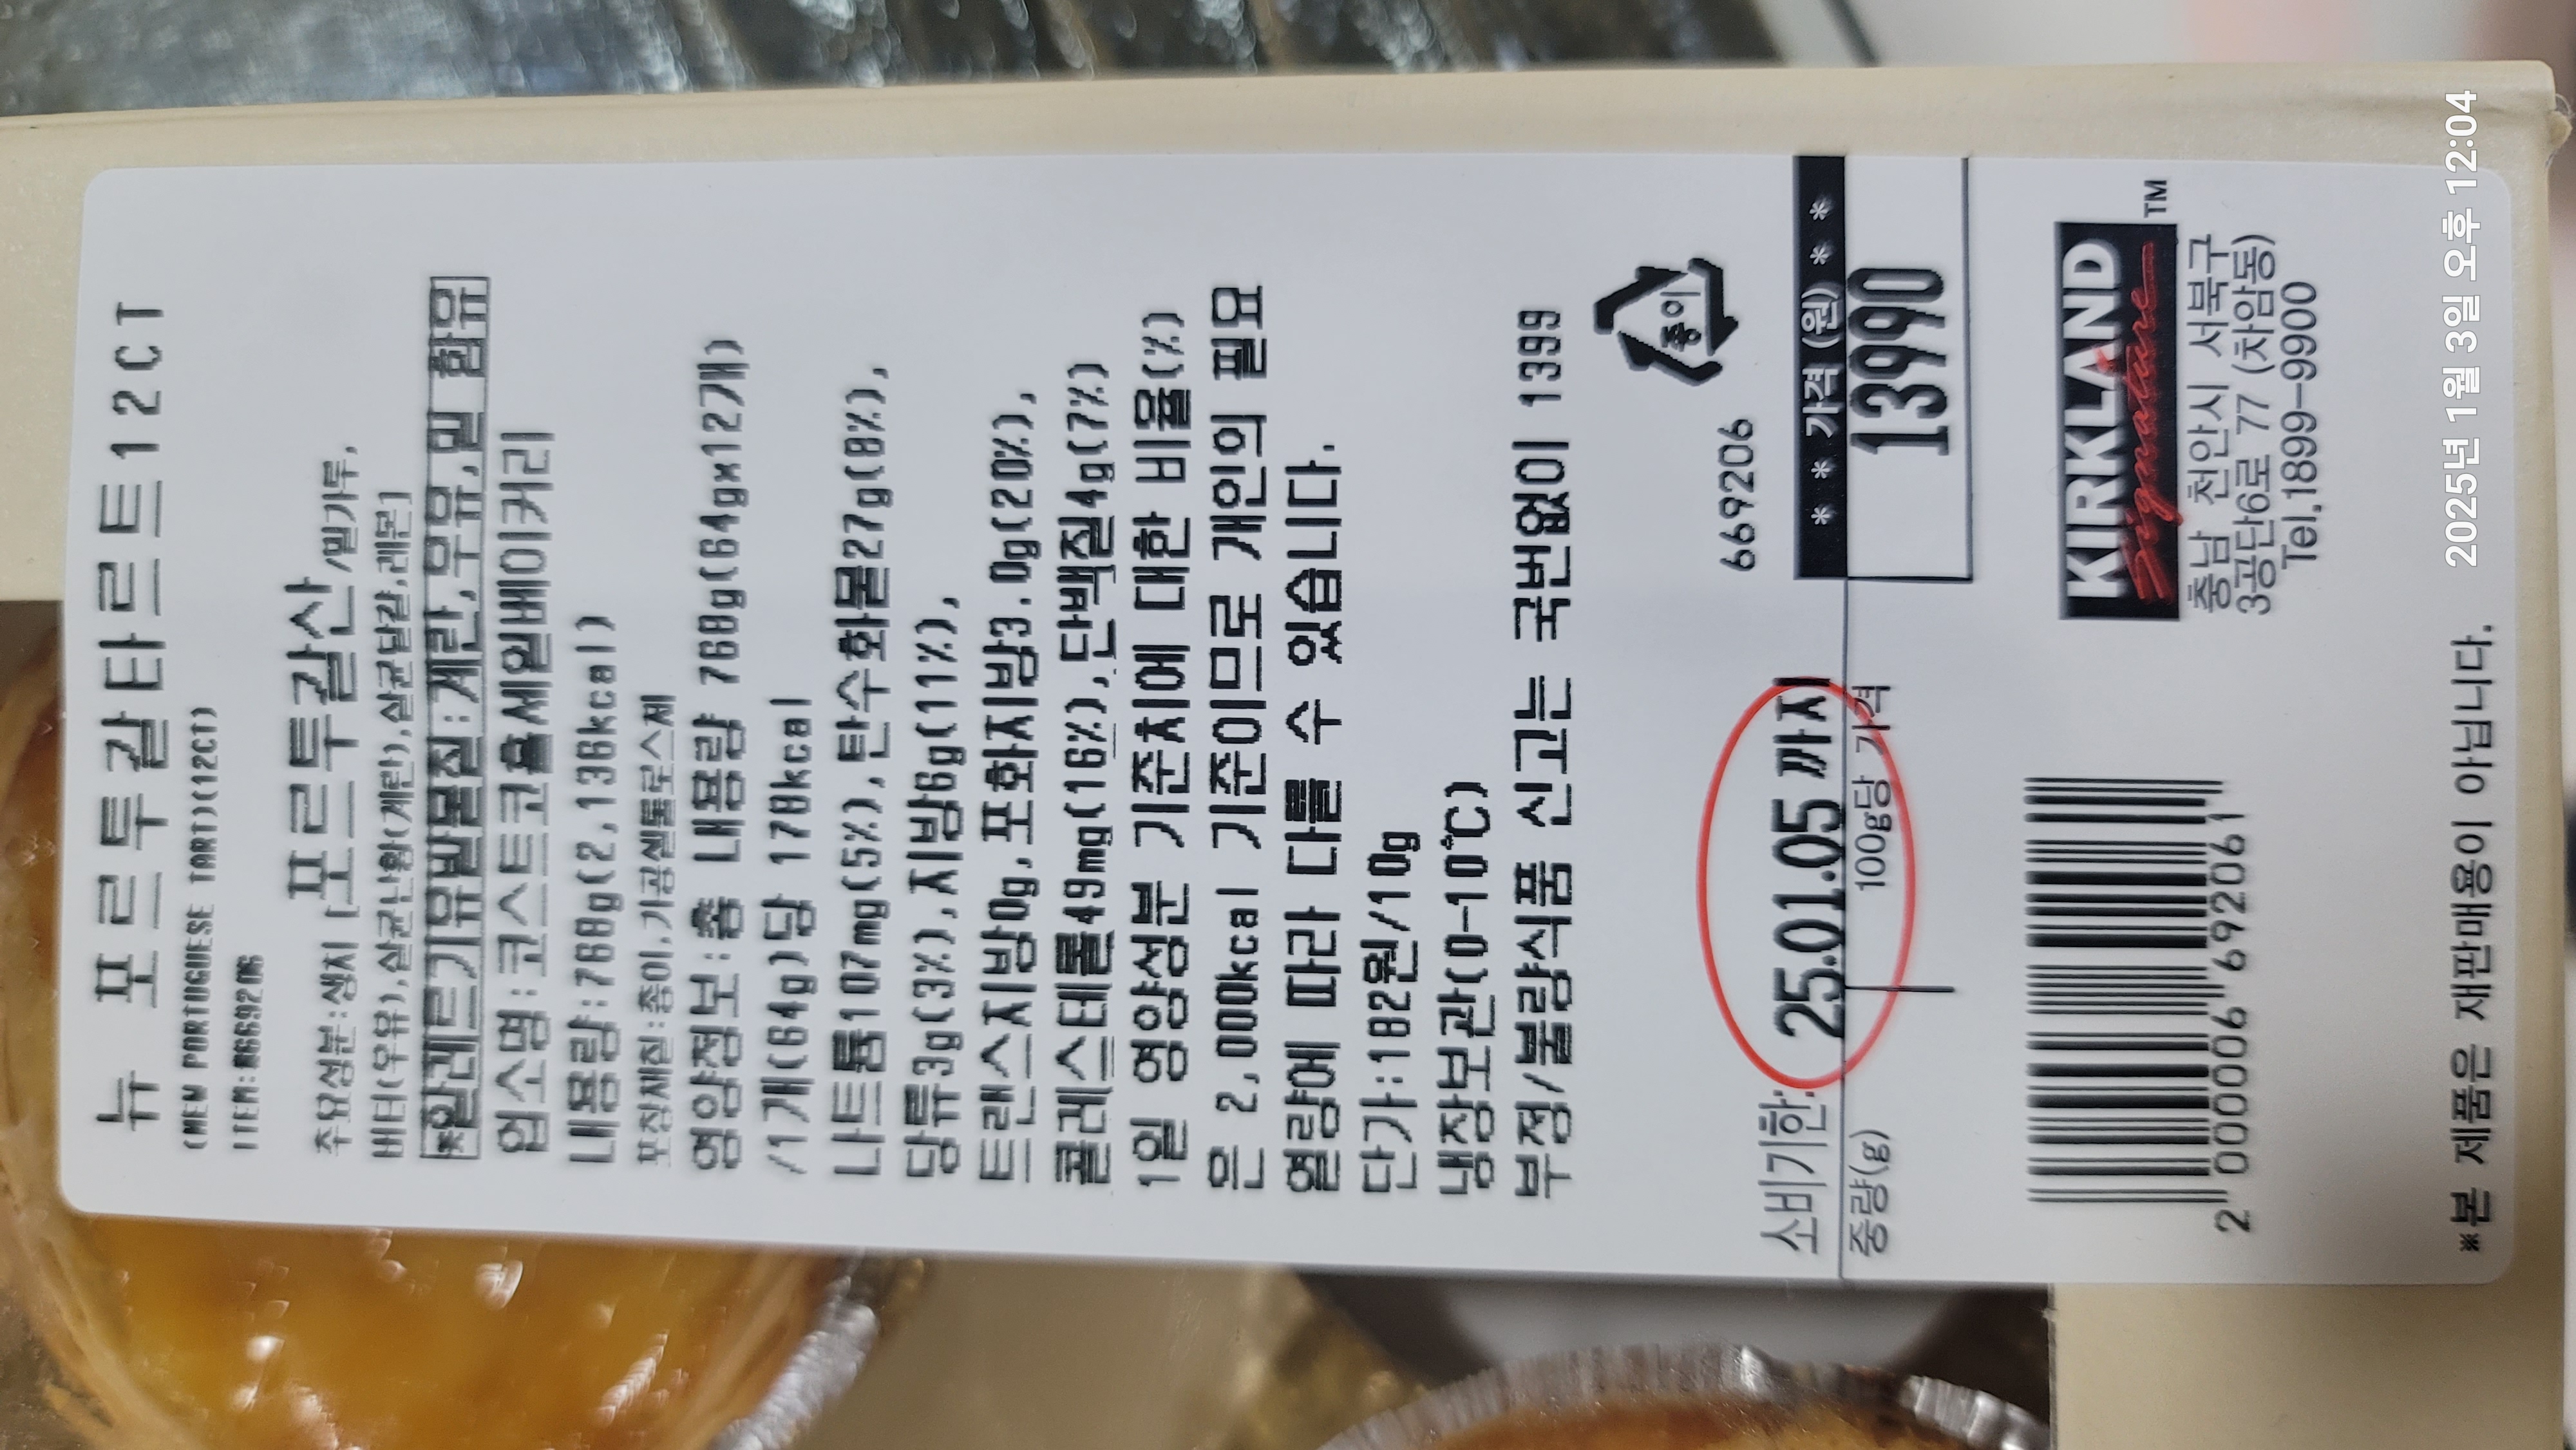 뉴 포르투갈타르트12CT
(NEW PORTUGUESE TART)(12CT)
ITEM:#669206
주요성분:생지 [포르투갈산/밀가루,
버터(우유),살균난황(계란),살균달걀,레몬]
*알레르기유발물질:계란,우유,밀 함유
업소명:코스트코홀세일베이커리
내용량:768g(2,136kcal)
포장재질:종이,가공셀룰로스제
영양정보:총 내용량 768g(64gx12개)
/1개(64g)당 178kcal
나트륨107mg(5%),탄수화물27g(8%),
당류3g(3%),지방6g(11%),
트랜스지방0g,포화지방3.0g(20%),
콜레스테롤49mg(16%),단백질4g(7%)
1일 영양성분 기준치에 대한 비율(%)
은 2,000kcal 기준이므로 개인의 필요
열량에 따라 다를 수 있습니다.
단가:182원/10g
냉장보관(0-10℃)
부정/불량식품 신고는 국번없이 1399
종이
669206
소비기한: 25.01.05 까지
* * * 가격 (원) * * *
중량(g)
100g당 가격
13990
2 000006 692061
KIRKLAND TM
Signature
충남 천안시 서북구
3공단6로 77 (차암동)
Tel.1899-9900
※본 제품은 재판매용이 아닙니다.
2025년 1월 3일 오후 12:04